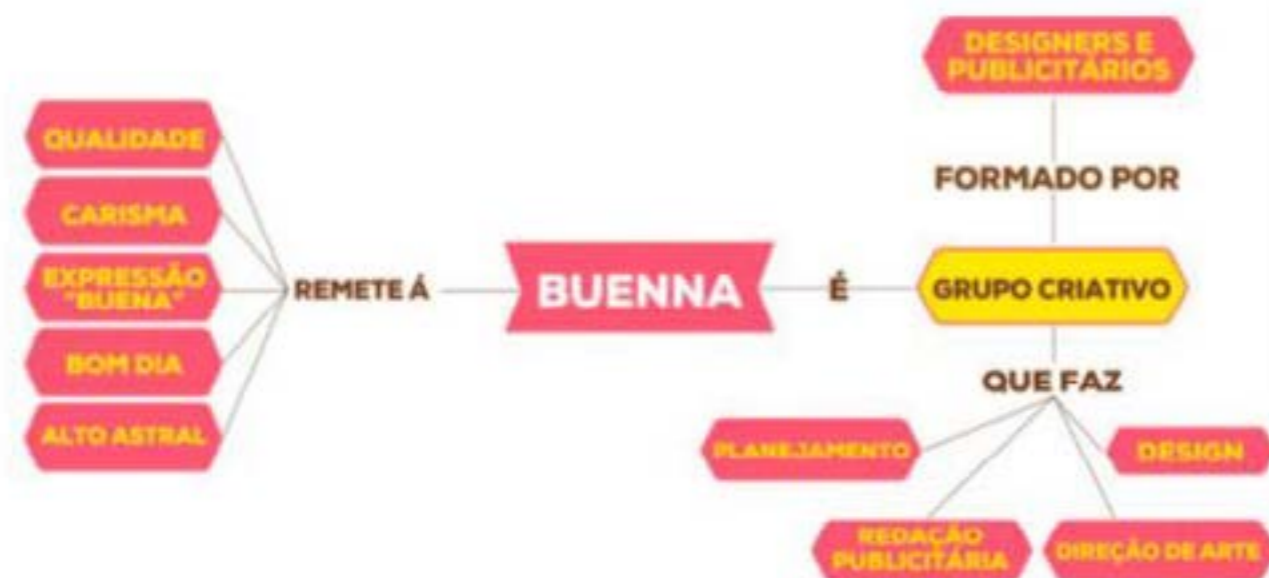 DESIGNERS E
PUBLICITÁRIOS
QUALIDADE
CARISMA
EXPRESSÃO
"BUENA"
BOM DIA
ALTO ASTRAL
REMETE Á
BUENNA
É
FORMADO POR
GRUPO CRIATIVO
QUE FAZ
PLANEJAMENTO
DESIGN
REDAÇÃO
PUBLICITÁRIA
DIREÇÃO DE ARTE